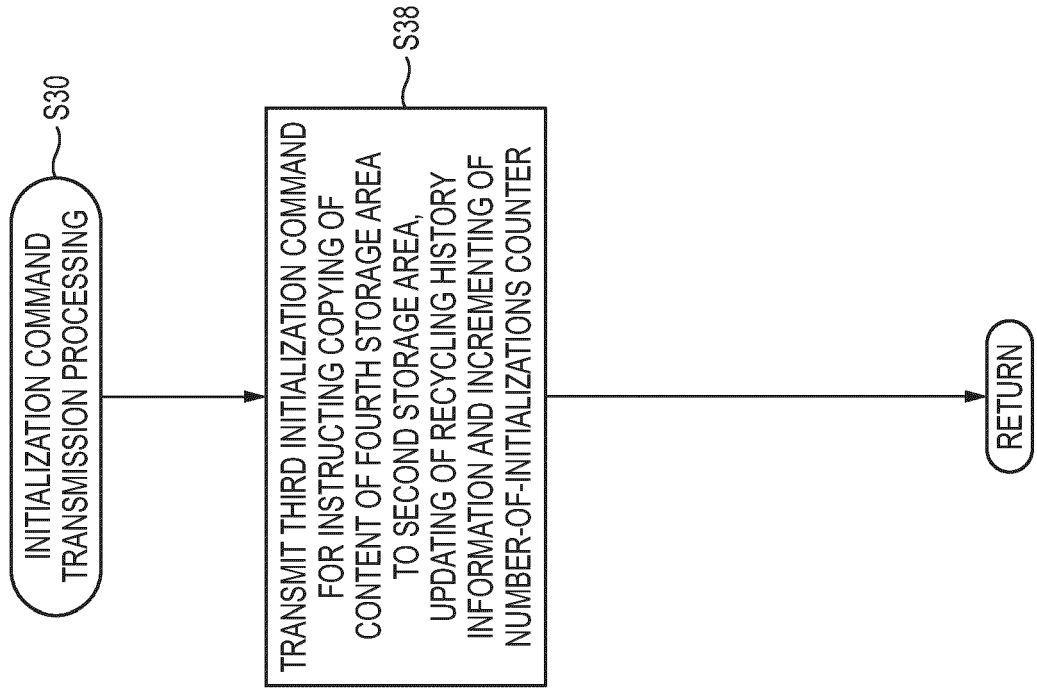 INITIALIZATION COMMAND
TRANSMISSION PROCESSING
S30
TRANSMIT THIRD INITIALIZATION COMMAND
FOR INSTRUCTING COPYING OF
CONTENT OF FOURTH STORAGE AREA
TO SECOND STORAGE AREA,
UPDATING OF RECYCLING HISTORY
INFORMATION AND INCREMENTING OF
NUMBER-OF-INITIALIZATIONS COUNTER
S38
RETURN